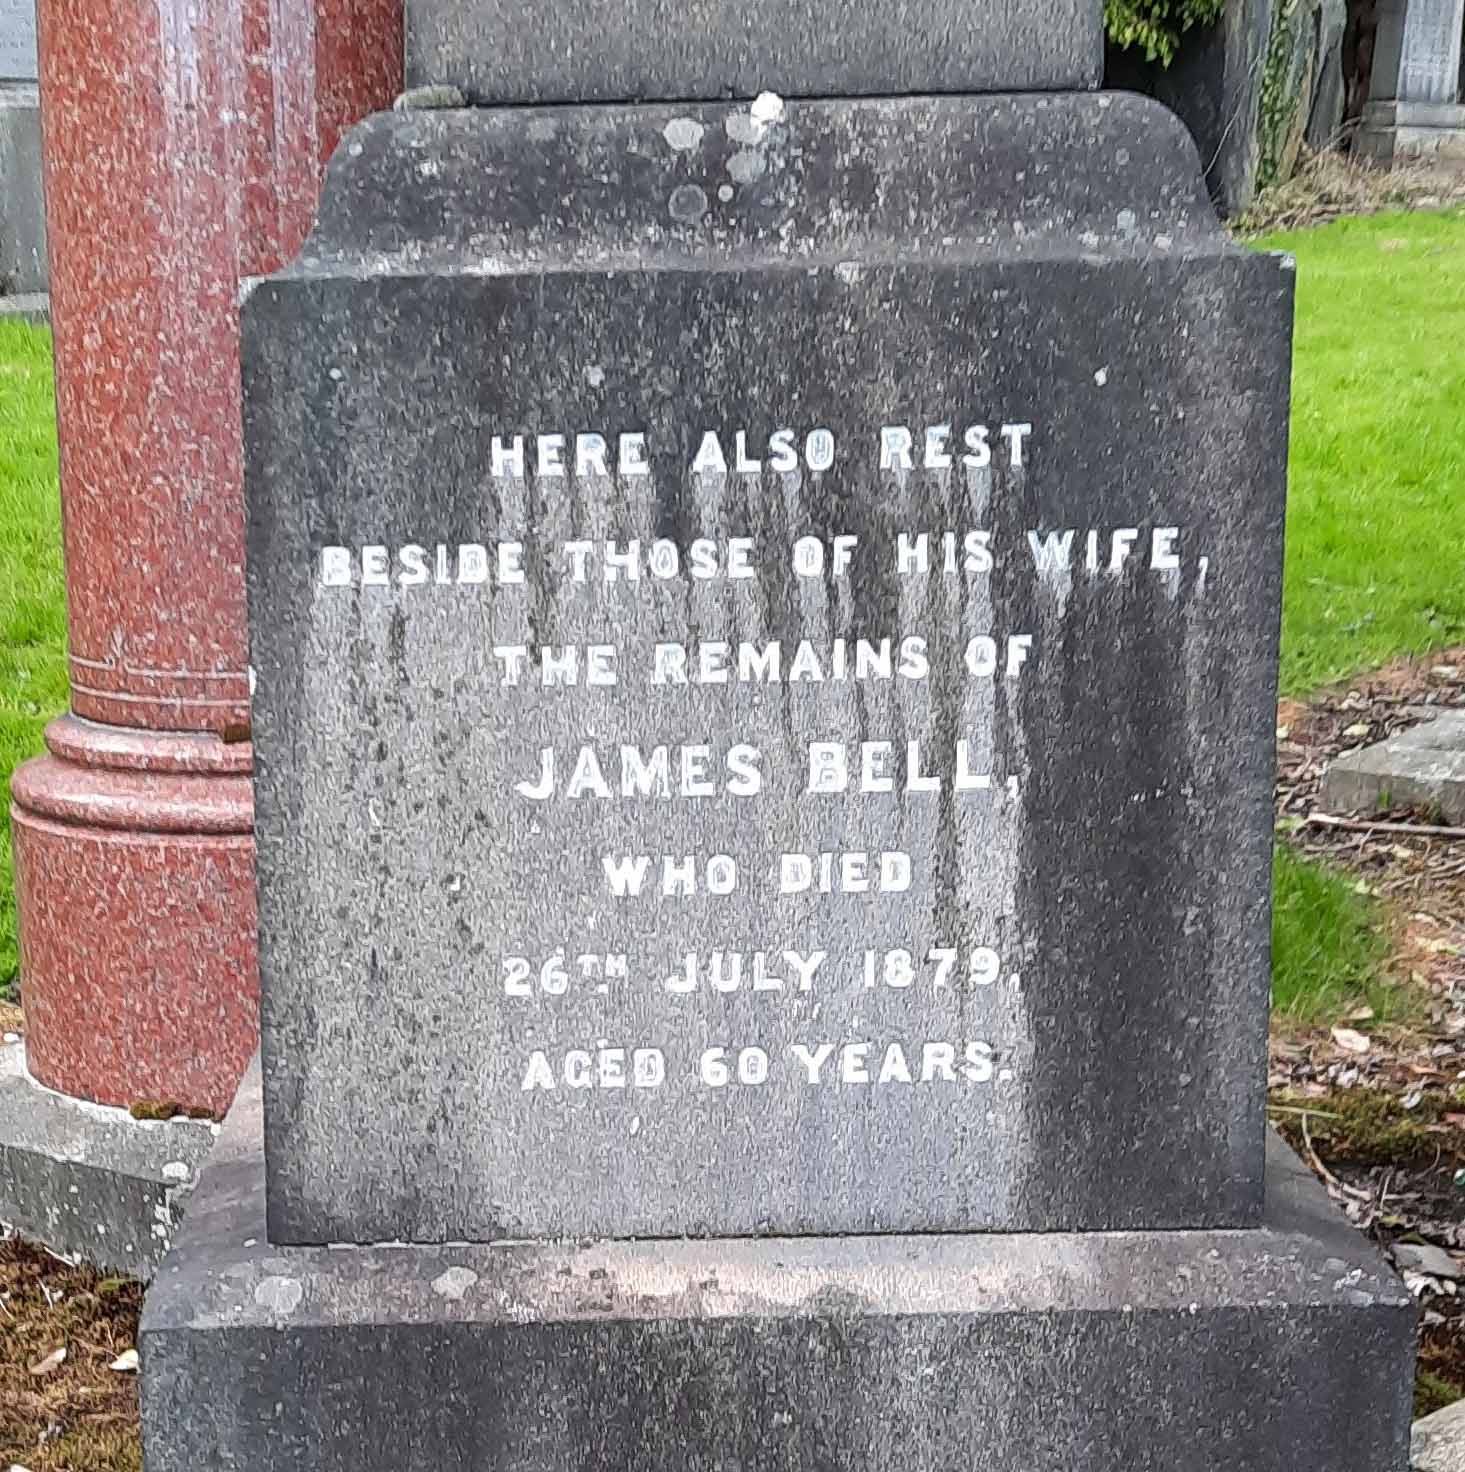 HERE ALSO REST
BESIDE THOSE OF HIS WIFE,
THE REMAINS OF
JAMES BELL,
WHO DIED
26TH JULY 1879,
AGED 60 YEARS.